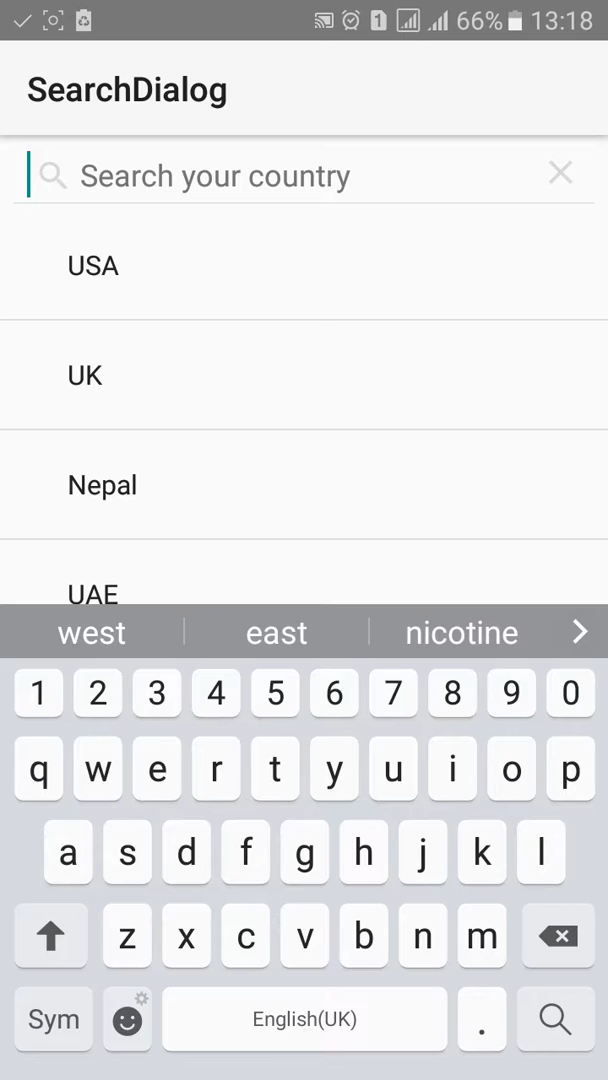 1 66% 13:18
SearchDialog
Search your country
USA
UK
Nepal
UAE
west east nicotine
1 2 3 4 5 6 7 8 9 0
q w e r t y u i o p
a s d f g h j k l
z x c v b n m
Sym English(UK) .